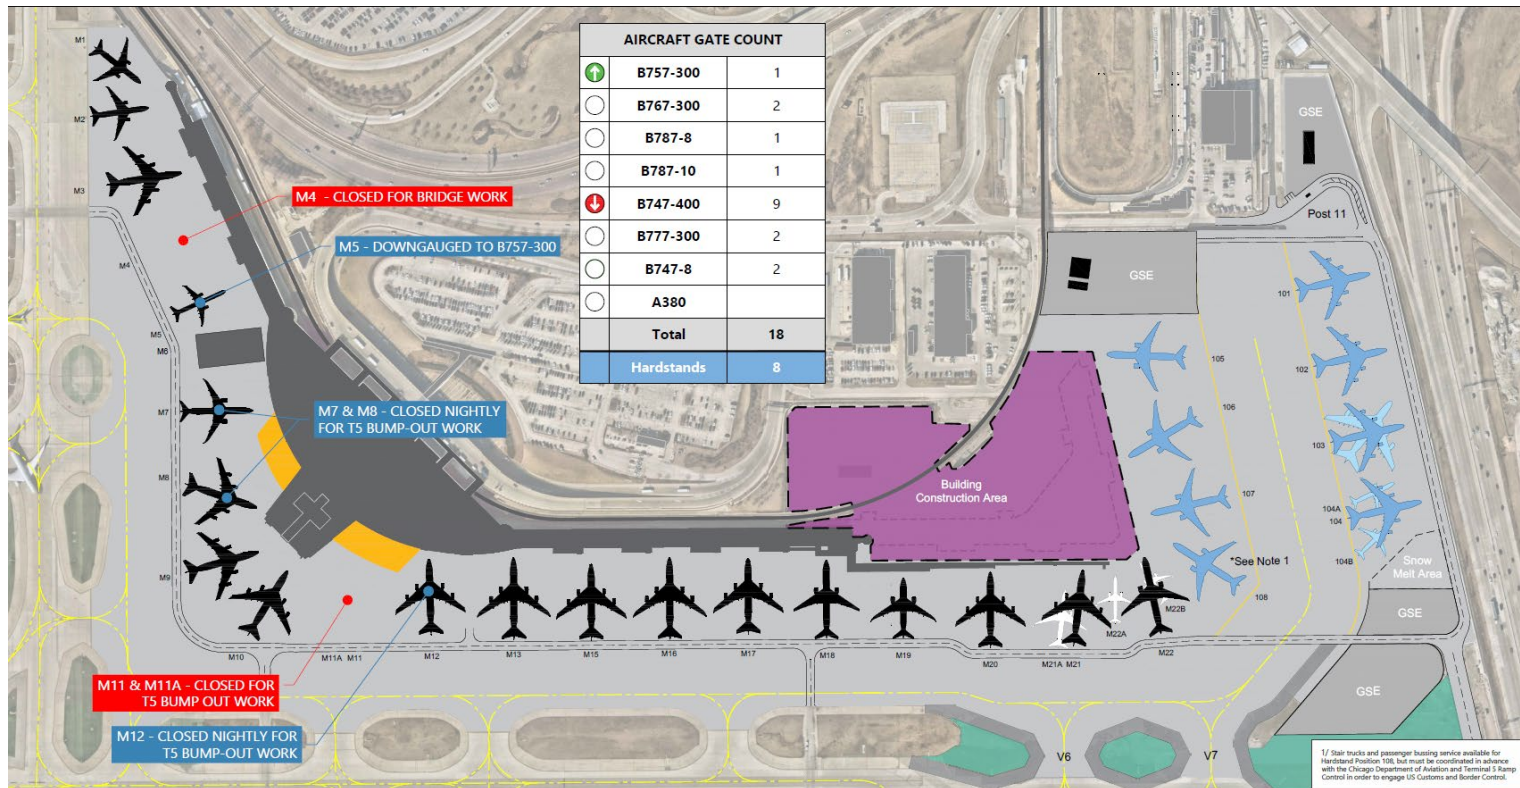 AIRCRAFT GATE COUNT
B757-300 1
B767-300 2
B787-8 1
B787-10 1
B747-400 9
B777-300 2
B747-8 2
A380
Total 18
Hardstands 8
M1
M2
M3
M4 - CLOSED FOR BRIDGE WORK
M4
M5 - DOWNGAUGED TO B757-300
M5
M6
M7
M7 & M8 - CLOSED NIGHTLY
FOR T5 BUMP-OUT WORK
M8
M9
M10
M11A M11
M12
M13
M15
M16
M17
M18
M19
M20
M21A M21
M22A
M22B
M22
M11 & M11A - CLOSED FOR
T5 BUMP OUT WORK
M12 - CLOSED NIGHTLY FOR
T5 BUMP-OUT WORK
Building
Construction Area
GSE
Post 11
GSE
101
102
103
104A
104
104B
105
106
107
108
*See Note 1
Snow
Melt Area
GSE
GSE
V6
V7
1/ Stair trucks and passenger bussing service available for
Hardstand Position 108, but must be coordinated in advance
with the Chicago Department of Aviation and Terminal 5 Ramp
Control in order to engage US Customs and Border Control.